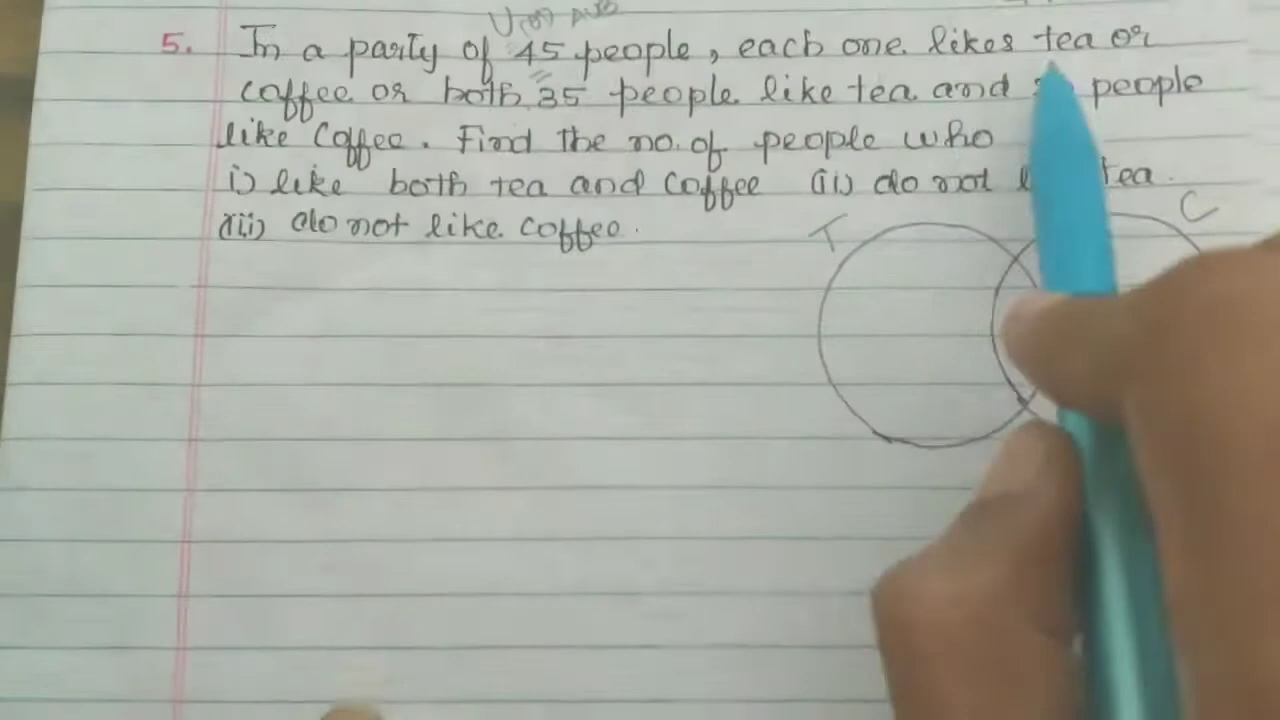 5. In a party of 45 people, each one likes tea or
coffee or both. 35 people like tea and people
like Coffee. Find the no. of people who
i) like both tea and coffee (ii) do not tea.
(iii) do not like coffee.
T
C